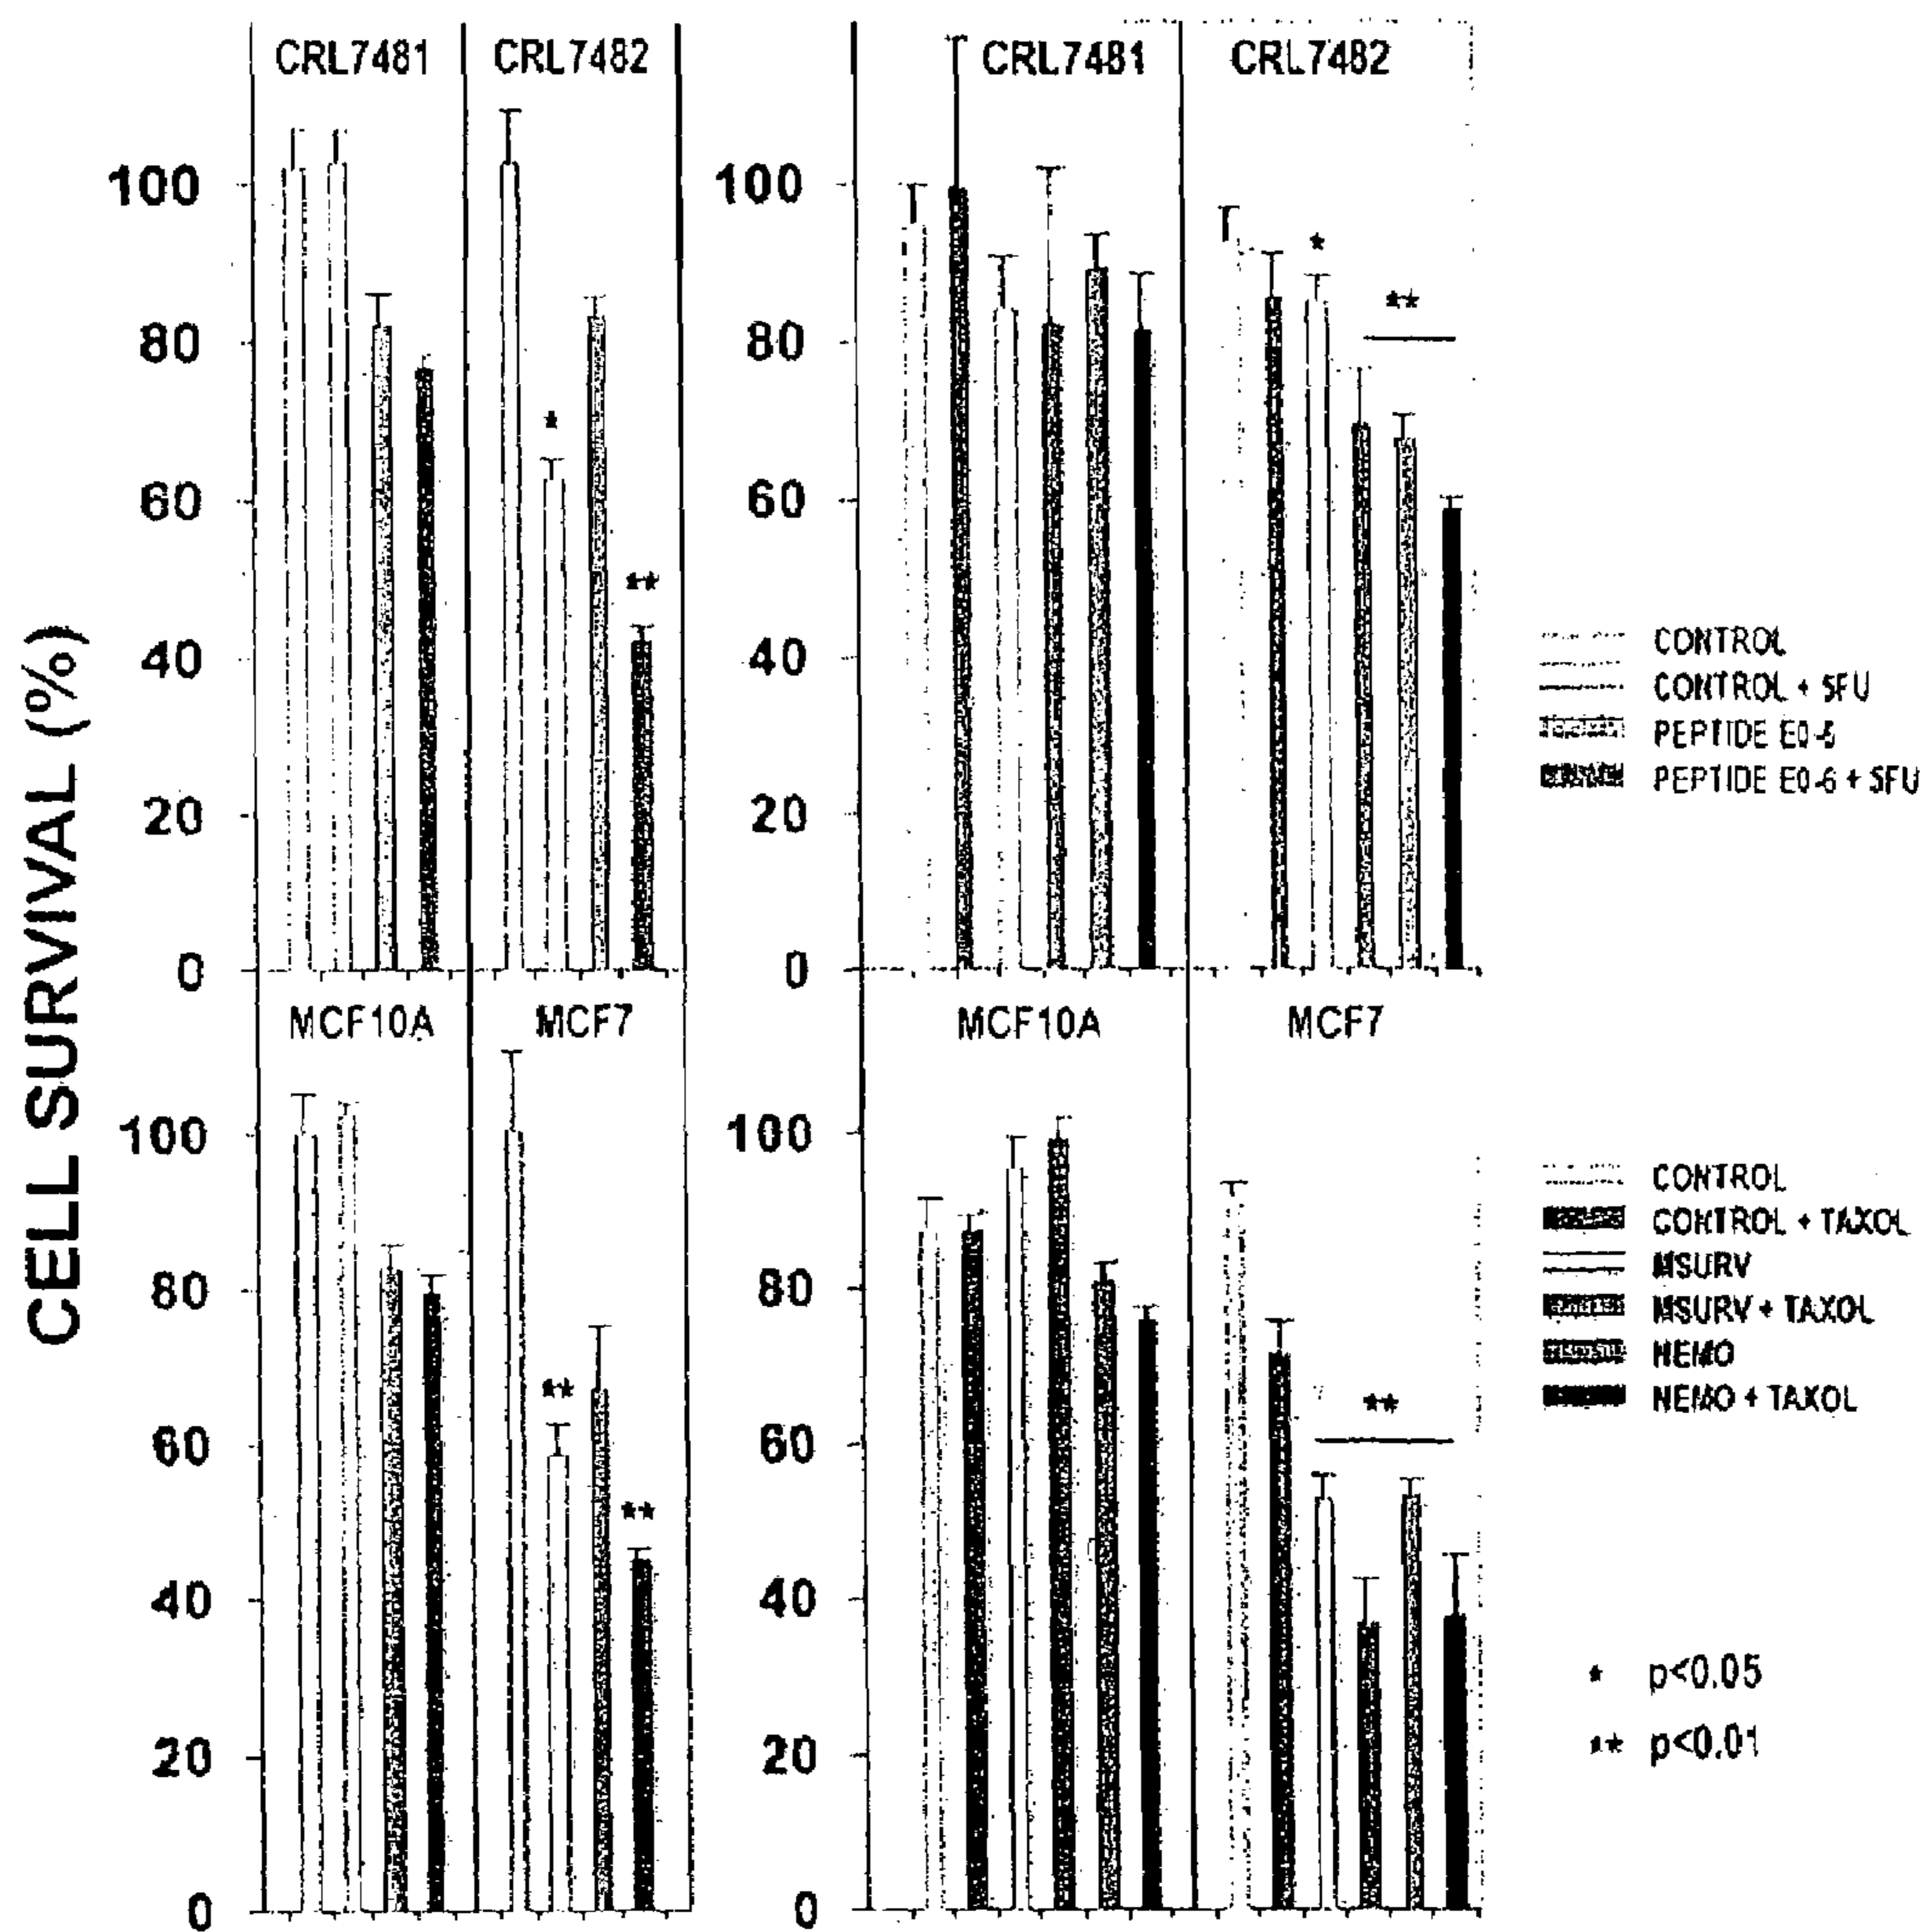 CELL SURVIVAL (%)
CRL7481 CRL7482
100
80
60
40
20
0
*
**
MCF10A MCF7
100
80
60
40
20
0
**
**
CRL7481 CRL7482
100
80
60
40
20
0
*
**
MCF10A MCF7
100
80
60
40
20
0
**
CONTROL
CONTROL + 5FU
PEPTIDE E0-6
PEPTIDE E0-6 + 5FU
CONTROL
CONTROL + TAXOL
MSURV
MSURV + TAXOL
NEMO
NEMO + TAXOL
* p<0.05
** p<0.01